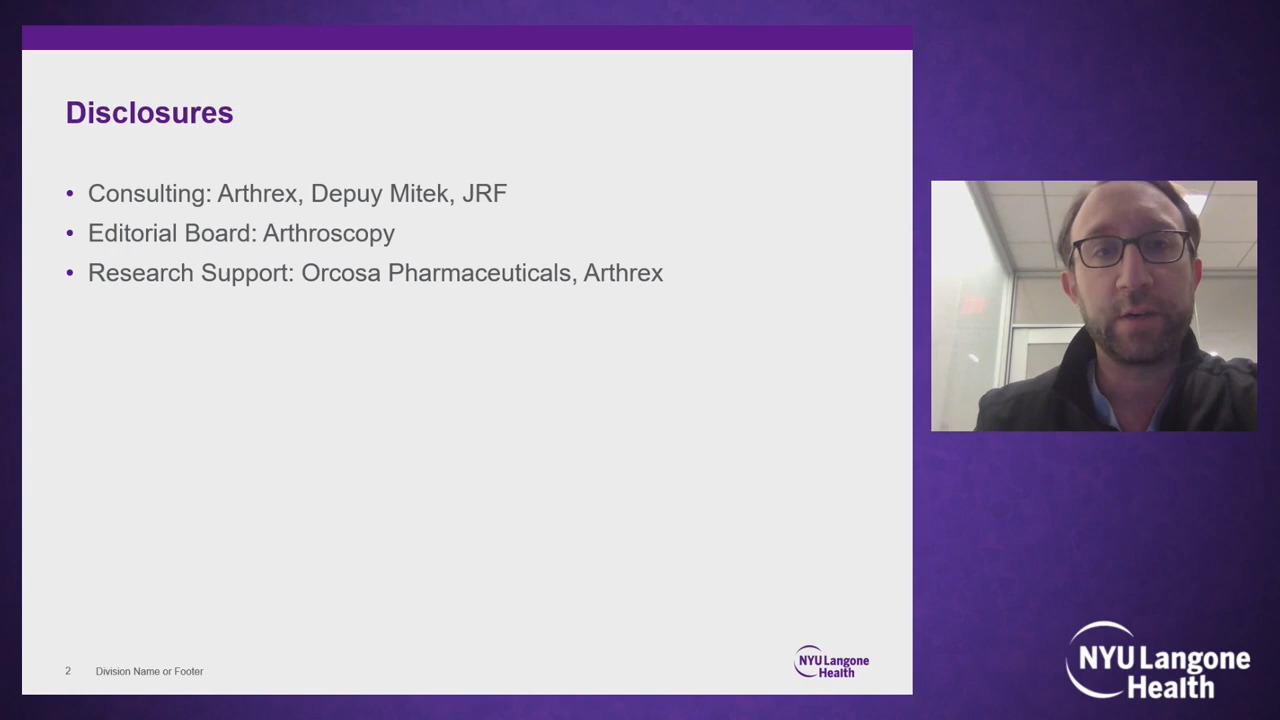 Disclosures
• Consulting: Arthrex, Depuy Mitek, JRF
• Editorial Board: Arthroscopy
• Research Support: Orcosa Pharmaceuticals, Arthrex
2 Division Name or Footer
NYU Langone
Health
NYU Langone
Health